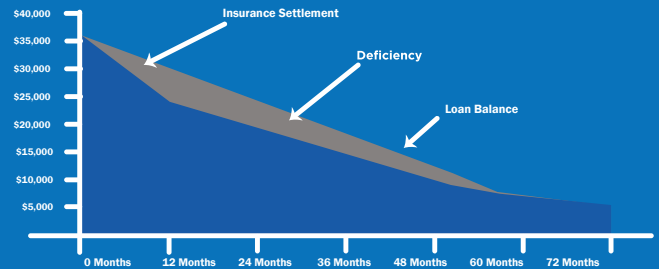 $40,000
Insurance Settlement
$35,000
Deficiency
$30,000
$25,000
Loan Balance
$20,000
$15,000
$10,000
$5,000
0 Months 12 Months 24 Months 36 Months 48 Months 60 Months 72 Months